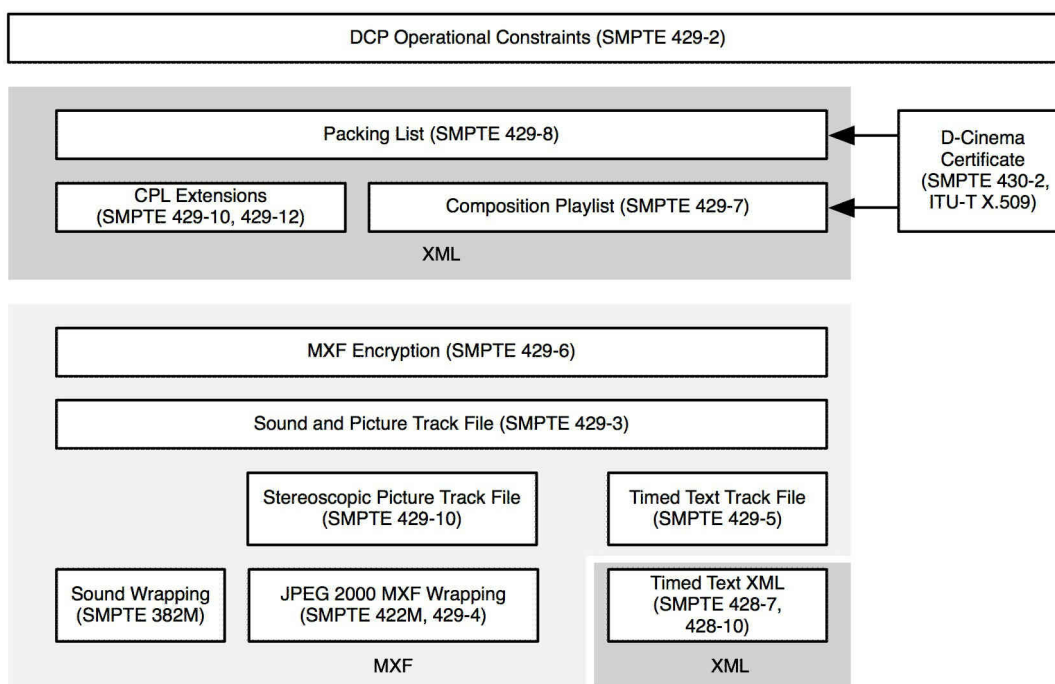 DCP Operational Constraints (SMPTE 429-2)
Packing List (SMPTE 429-8)
D-Cinema
Certificate
(SMPTE 430-2,
ITU-T X.509)
CPL Extensions
(SMPTE 429-10, 429-12)
Composition Playlist (SMPTE 429-7)
XML
MXF Encryption (SMPTE 429-6)
Sound and Picture Track File (SMPTE 429-3)
Stereoscopic Picture Track File
(SMPTE 429-10)
Timed Text Track File
(SMPTE 429-5)
Sound Wrapping
(SMPTE 382M)
JPEG 2000 MXF Wrapping
(SMPTE 422M, 429-4)
Timed Text XML
(SMPTE 428-7,
428-10)
MXF
XML